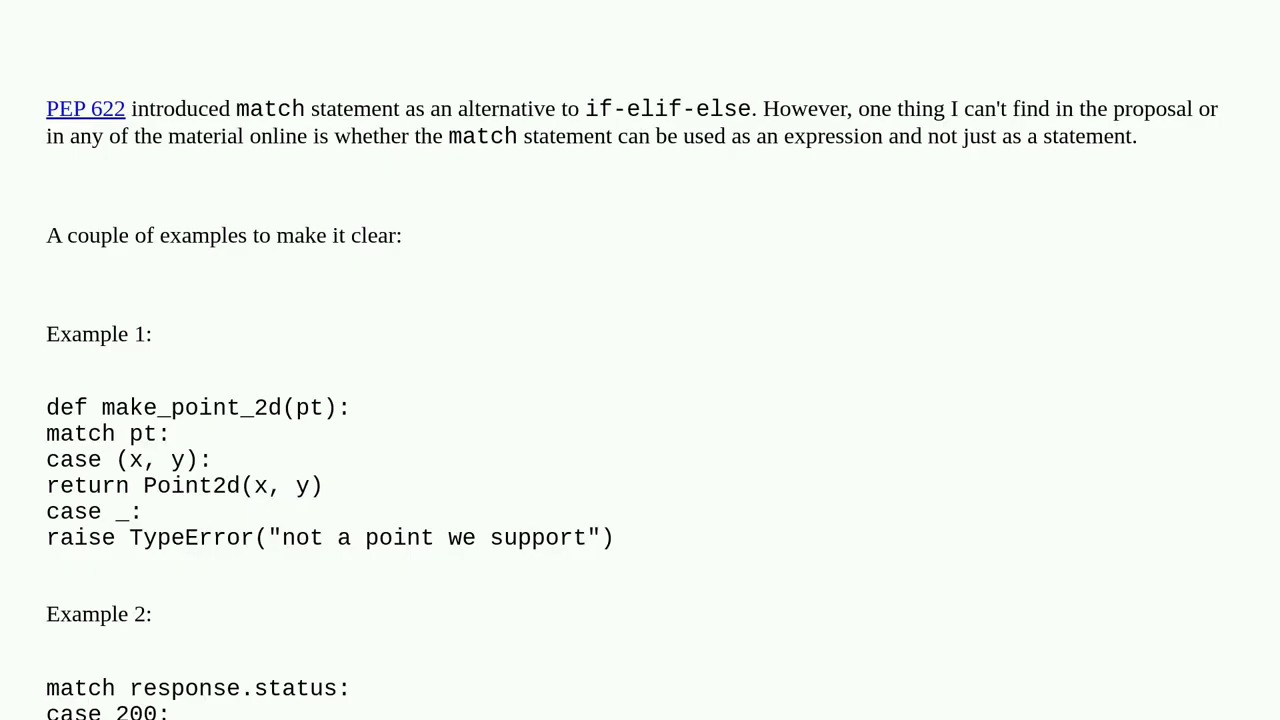 PEP 622 introduced match statement as an alternative to if-elif-else. However, one thing I can't find in the proposal or
in any of the material online is whether the match statement can be used as an expression and not just as a statement.
A couple of examples to make it clear:
Example 1:
def make_point_2d(pt):
match pt:
case (x, y):
return Point2d(x, y)
case _:
raise TypeError("not a point we support")
Example 2:
match response.status:
case 200: